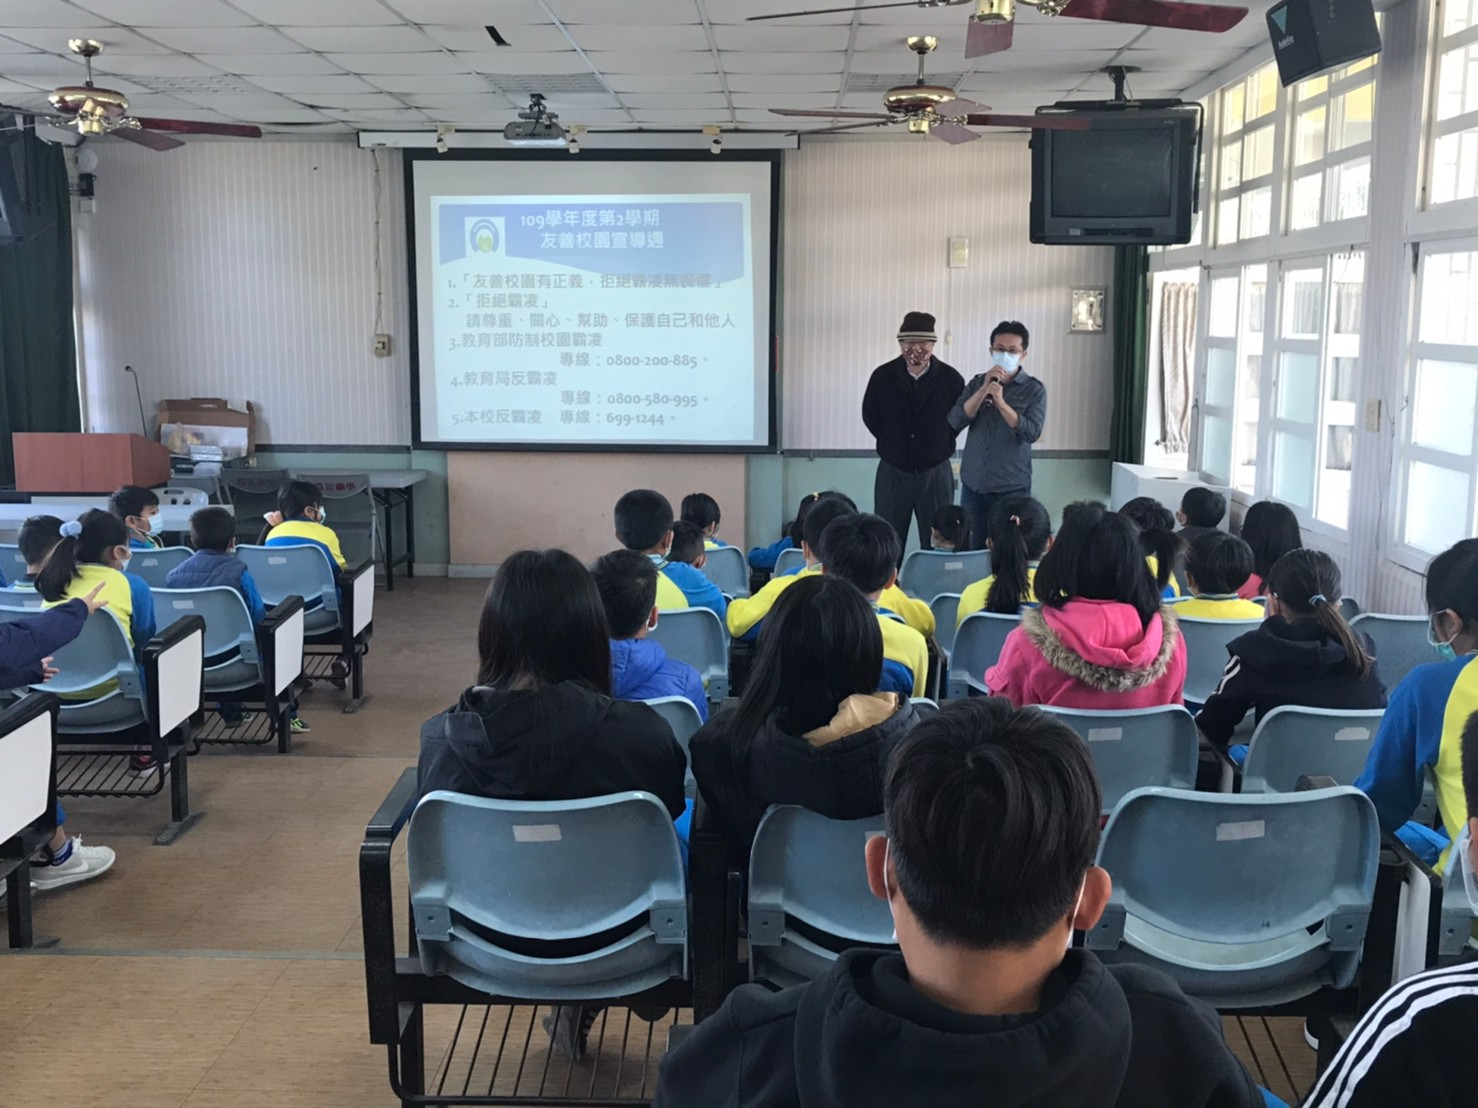 109學年度第2學期
友善校園宣導週
1.「友善校園有正義，拒絕霸凌無畏懼」
2.「拒絕霸凌」
請尊重、關心、幫助、保護自己和他人
3.教育部防制校園霸凌
專線：0800-200-885。
4.教育局反霸凌
專線：0800-580-995。
5.本校反霸凌　專線：699-1244。